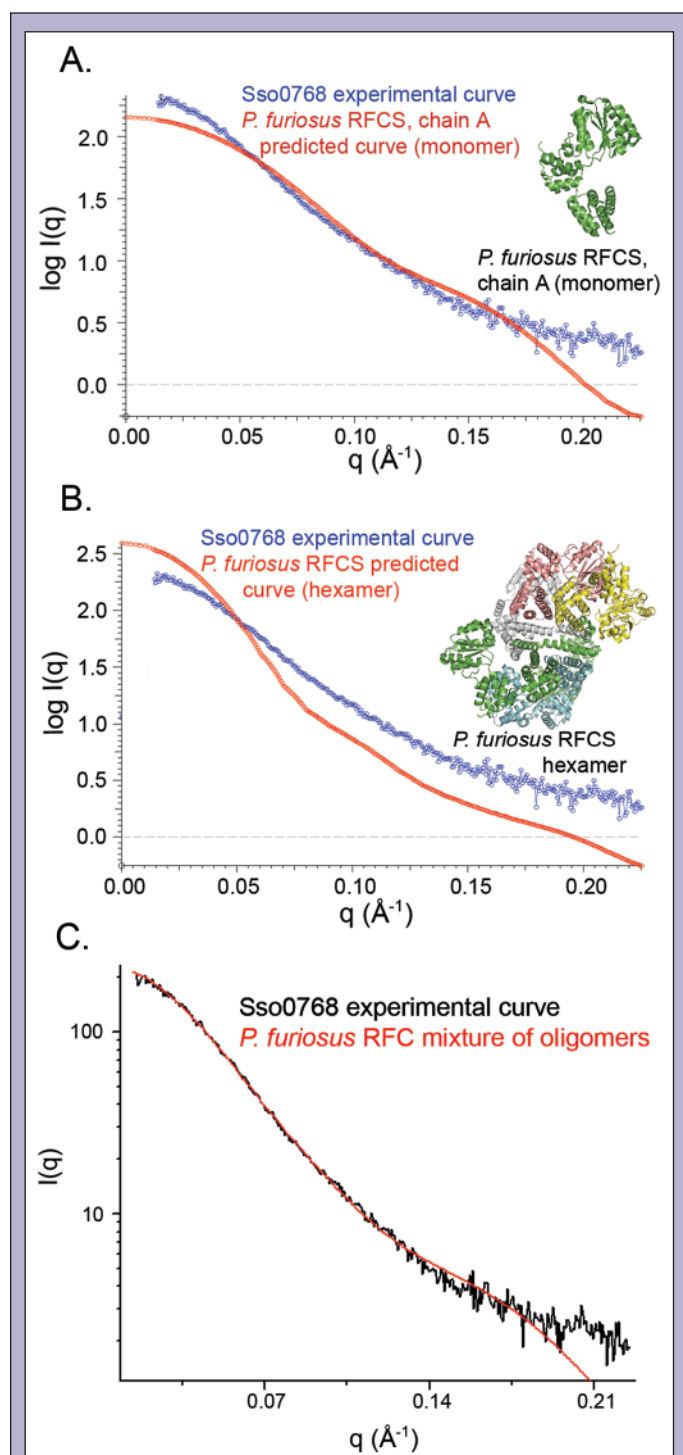 A.
Sso0768 experimental curve
P. furiosus RFCS, chain A
predicted curve (monomer)
2.0
1.5
1.0
0.5
0.0
log I(q)
P. furiosus RFCS,
chain A (monomer)
0.00 0.05 0.10 0.15 0.20
q (Å-1)
B.
Sso0768 experimental curve
P. furiosus RFCS predicted
curve (hexamer)
2.5
2.0
1.5
1.0
0.5
0.0
log I(q)
P. furiosus RFCS
hexamer
0.00 0.05 0.10 0.15 0.20
q (Å-1)
C.
Sso0768 experimental curve
P. furiosus RFC mixture of oligomers
100
10
I(q)
0.07 0.14 0.21
q (Å-1)